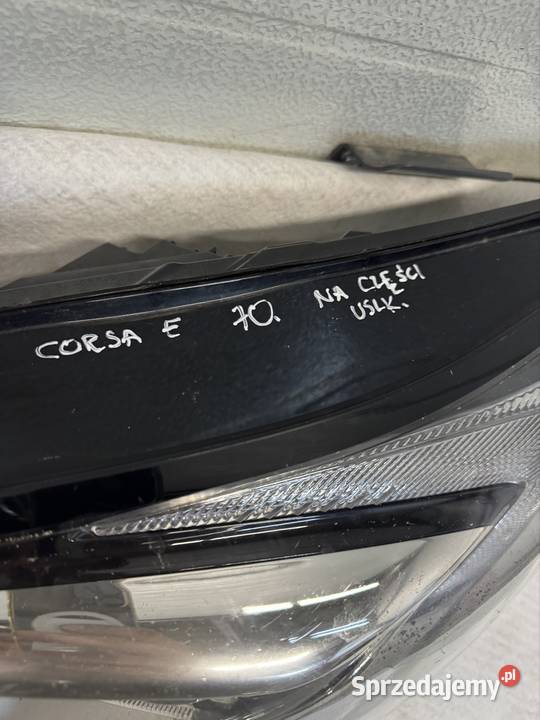 CORSA E 70. NA CZĘŚCI
USZK.
Sprzedajemy.pl